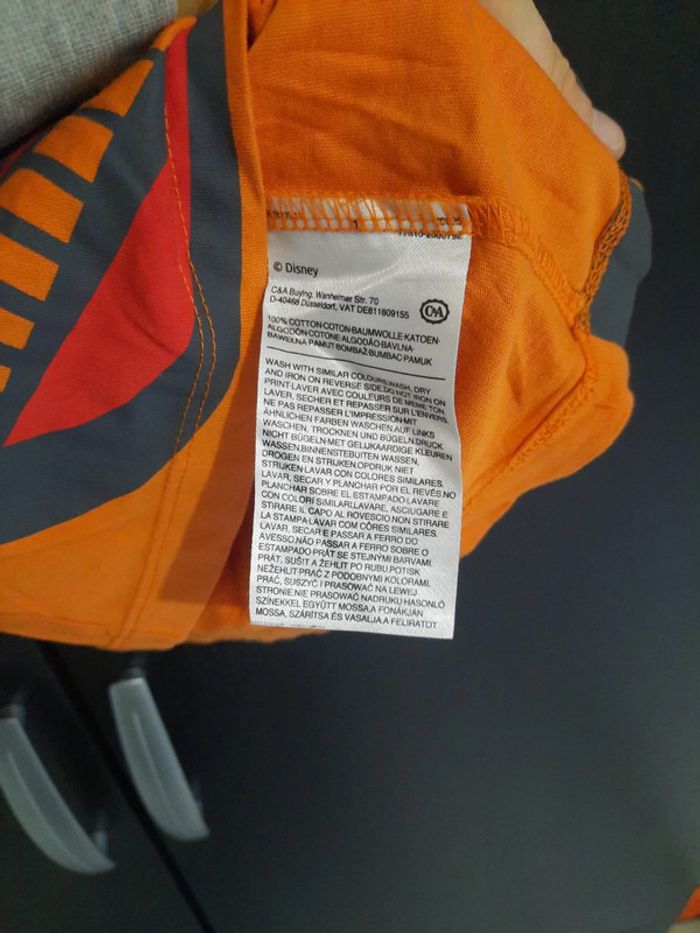 1
© Disney
C&A Buying, Wanheimer Str. 70
D-40468 Düsseldorf, VAT DE811809155
C&A
100% COTTON·COTON·BAUMWOLLE·KATOEN·
ALGODÓN·COTONE·ALGODÃO·BAVLNA·
BAWEŁNA·PAMUT·BOMBAŽ·BUMBAC·PAMUK
WASH WITH SIMILAR COLOURS.WASH, DRY
AND IRON ON REVERSE SIDE.DO NOT IRON ON
PRINT·LAVER AVEC COULEURS DE MEME TON.
LAVER, SECHER ET REPASSER SUR L'ENVERS.
NE PAS REPASSER L'IMPRESSION·MIT
ÄHNLICHEN FARBEN WASCHEN.AUF LINKS
WASCHEN, TROCKNEN UND BÜGELN.DRUCK
NICHT BÜGELN·MET GELIJKAARDIGE KLEUREN
WASSEN.BINNENSTEBUITEN WASSEN,
DROGEN EN STRIJKEN.OPDRUK NIET
STRIJKEN·LAVAR CON COLORES SIMILARES.
LAVAR, SECAR Y PLANCHAR POR EL REVÉS.NO
PLANCHAR SOBRE EL ESTAMPADO·LAVARE
CON COLORI SIMILARI.LAVARE, ASCIUGARE E
STIRARE IL CAPO AL ROVESCIO.NON STIRARE
LA STAMPA·LAVAR COM CÔRES SIMILARES.
LAVAR, SECAR E PASSAR A FERRO DO
AVESSO.NÃO PASSAR A FERRO SOBRE O
ESTAMPADO·PRÁT SE STEJNÝMI BARVAMI.
PRÁT, SUŠIT A ŽEHLIT PO RUBU.POTISK
NEŽEHLIT·PRAĆ Z PODOBNYMI KOLORAMI.
PRAĆ, SUSZYĆ I PRASOWAĆ NA LEWEJ
STRONIE.NIE PRASOWAĆ NADRUKU·HASONLÓ
SZÍNEKKEL EGYÜTT MOSSA.A FONÁKJÁN
MOSSA, SZÁRÍTSA ÉS VASALJA.A FELIRATOT